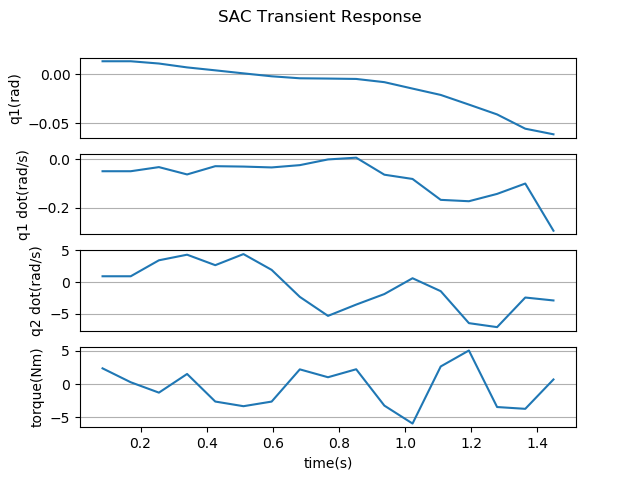 SAC Transient Response
q1(rad)
0.00
−0.05
q1 dot(rad/s)
0.0
−0.2
q2 dot(rad/s)
5
0
−5
torque(Nm)
5
0
−5
0.2 0.4 0.6 0.8 1.0 1.2 1.4
time(s)